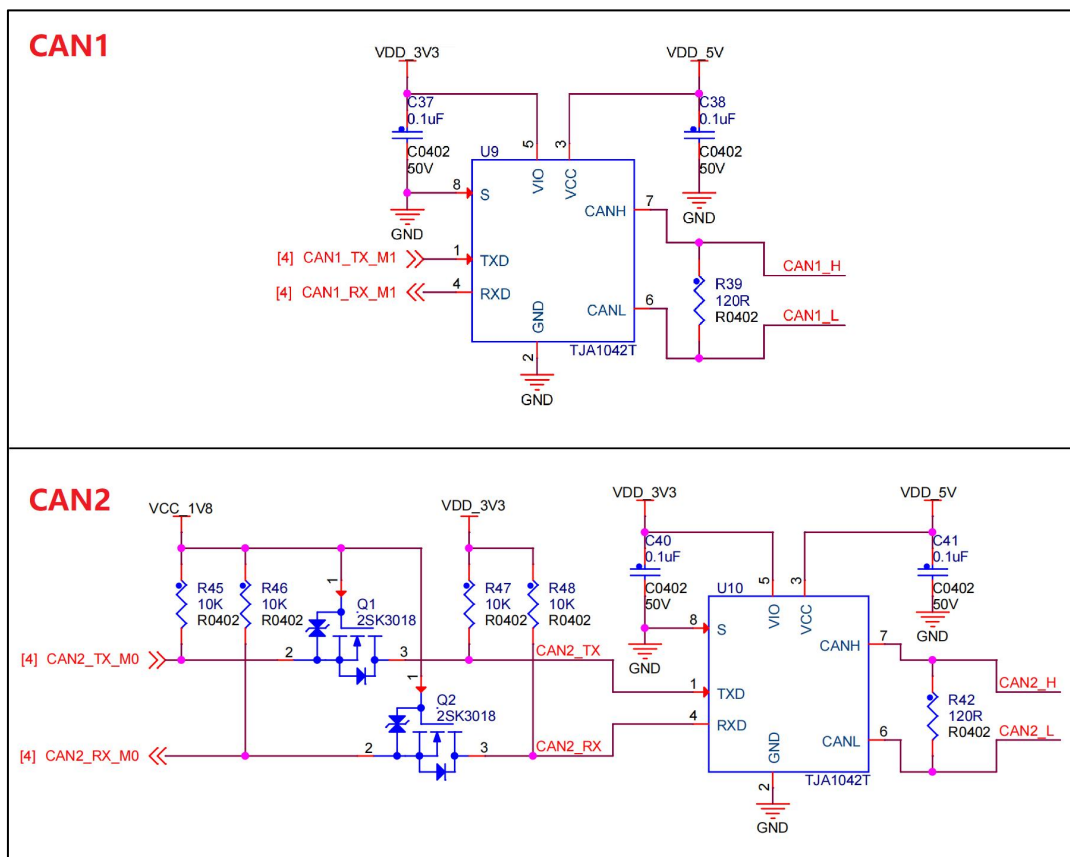 CAN1
VDD_3V3
VDD_5V
C37
0.1uF
C0402
50V
C38
0.1uF
C0402
50V
U9
5
3
VIO
VCC
8
S
GND
GND
CANH
7
[4] CAN1_TX_M1
1
TXD
[4] CAN1_RX_M1
4
RXD
CAN1_H
R39
120R
R0402
CANL
6
CAN1_L
GND
2
TJA1042T
GND
CAN2
VCC_1V8
VDD_3V3
VDD_3V3
VDD_5V
C40
0.1uF
C0402
50V
C41
0.1uF
C0402
50V
R45
10K
R0402
R46
10K
R0402
1
Q1
2SK3018
R47
10K
R0402
R48
10K
R0402
U10
5
3
VIO
VCC
8
S
GND
GND
CANH
7
[4] CAN2_TX_M0
2
3
CAN2_TX
1
TXD
CAN2_H
1
Q2
2SK3018
R42
120R
R0402
[4] CAN2_RX_M0
2
3
CAN2_RX
4
RXD
CANL
6
CAN2_L
GND
2
TJA1042T
GND